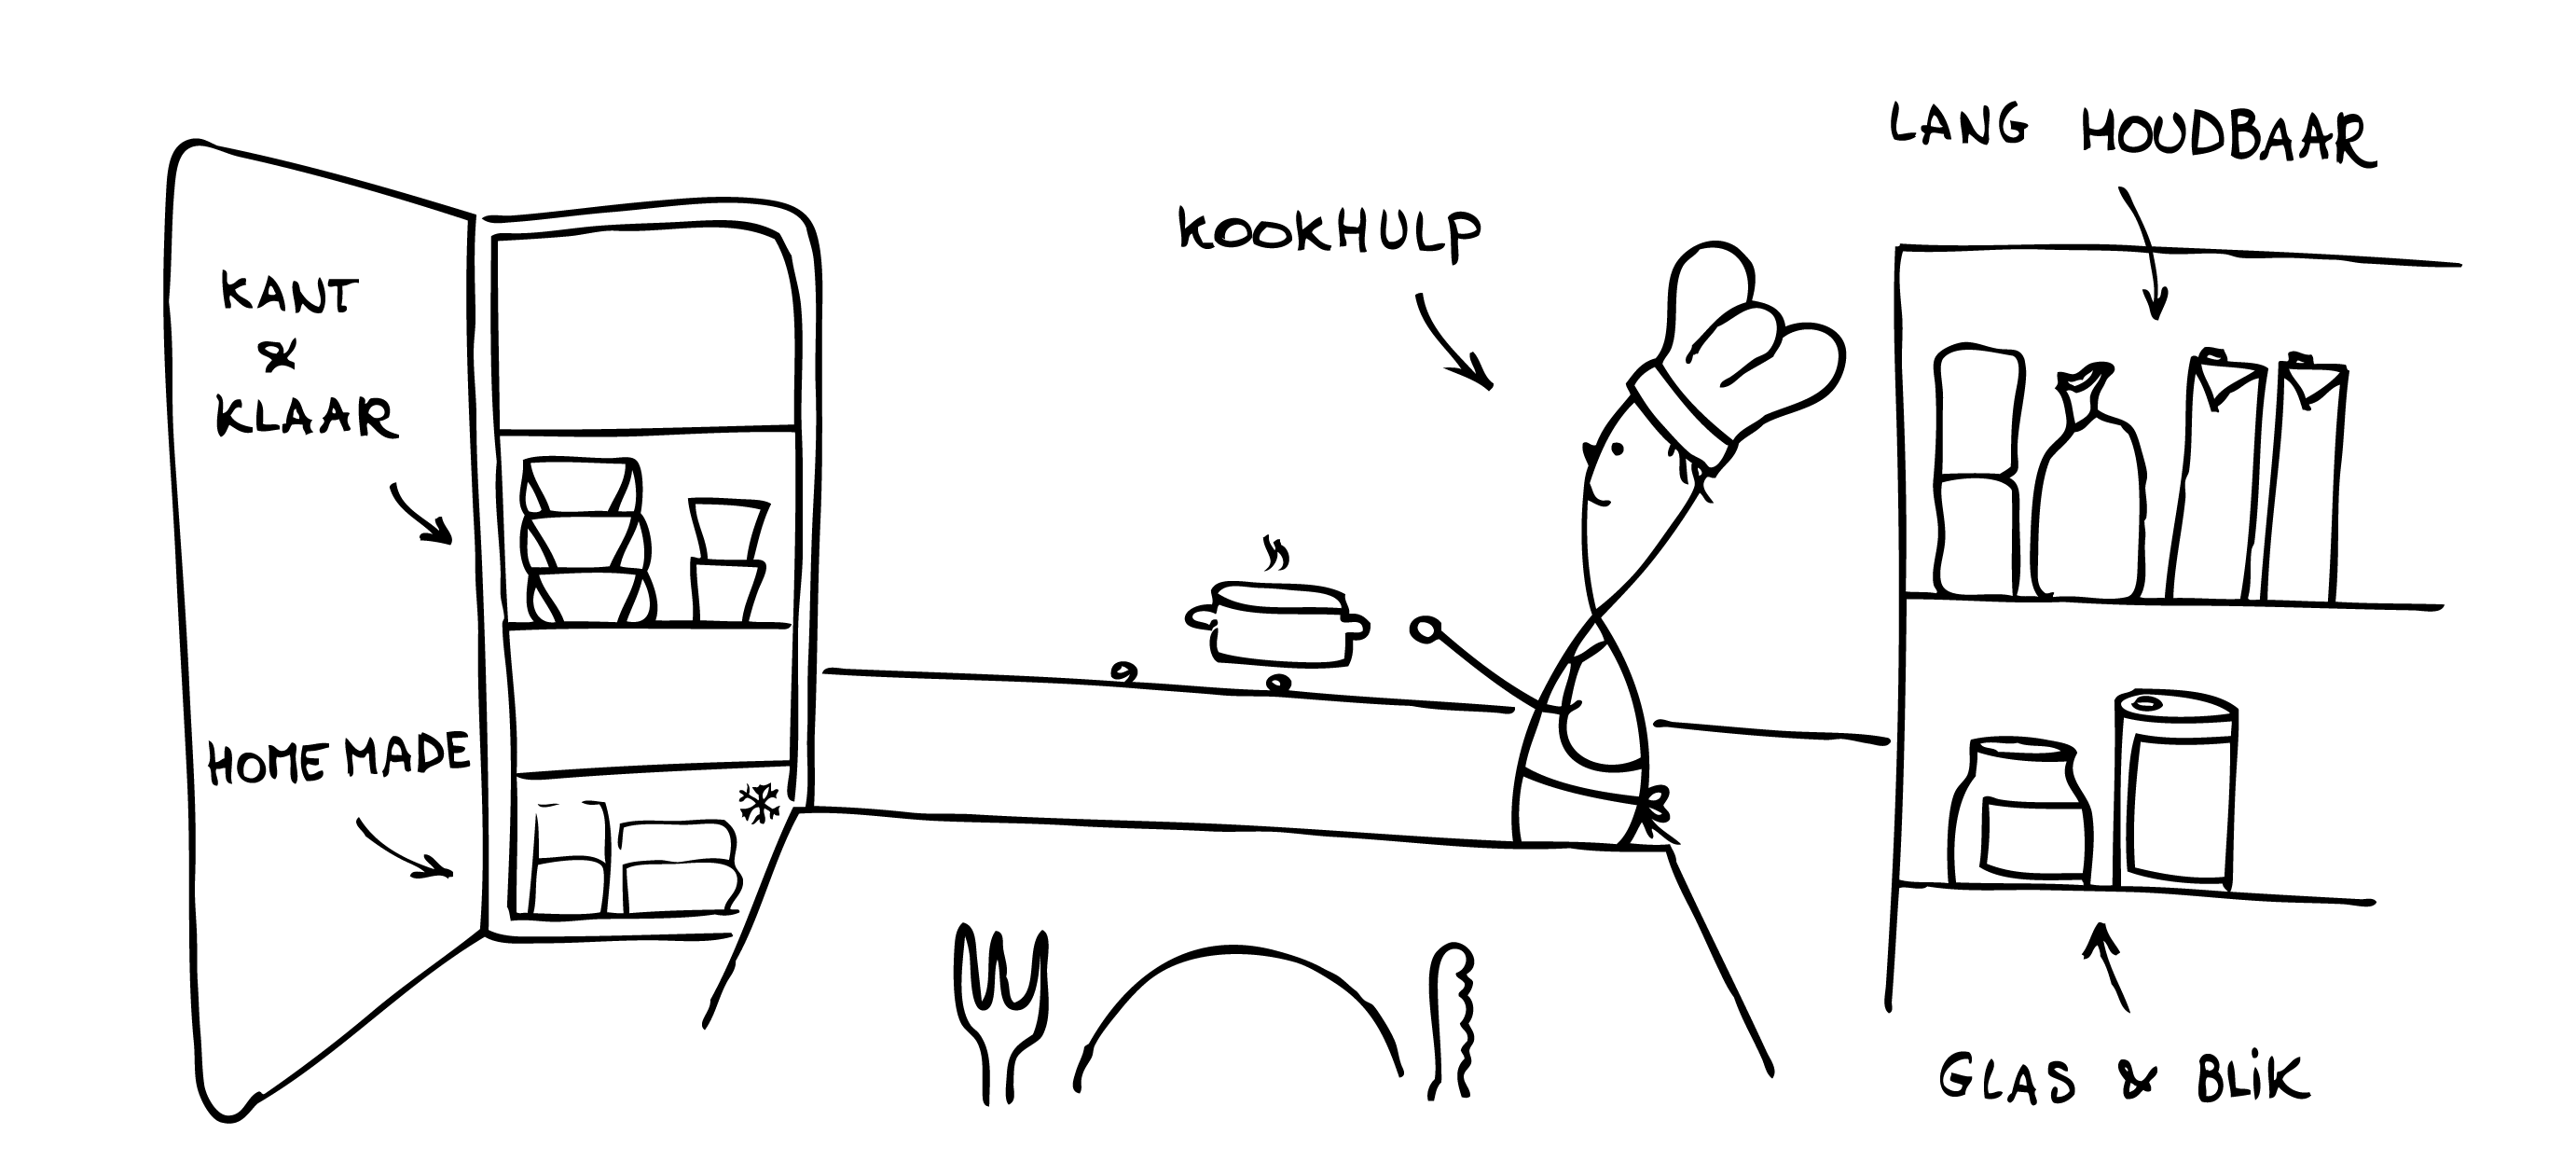 LANG HOUDBAAR
KOOKHULP
KANT
&
KLAAR
HOME MADE
GLAS & BLiK